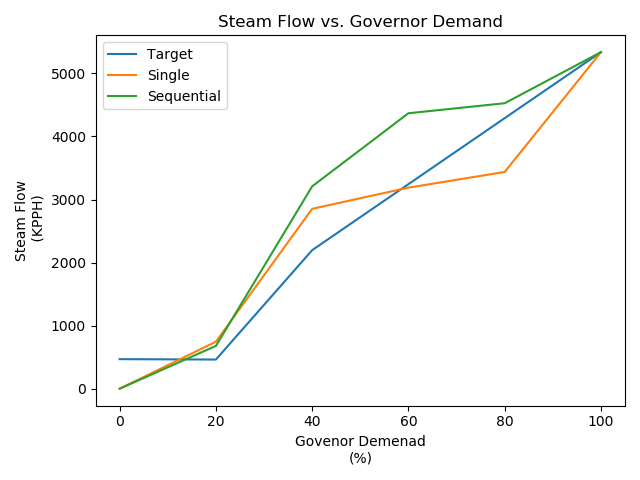 Steam Flow vs. Governor Demand
Target
Single
Sequential
Steam Flow
(KPPH)
5000
4000
3000
2000
1000
0
0 20 40 60 80 100
Govenor Demenad
(%)